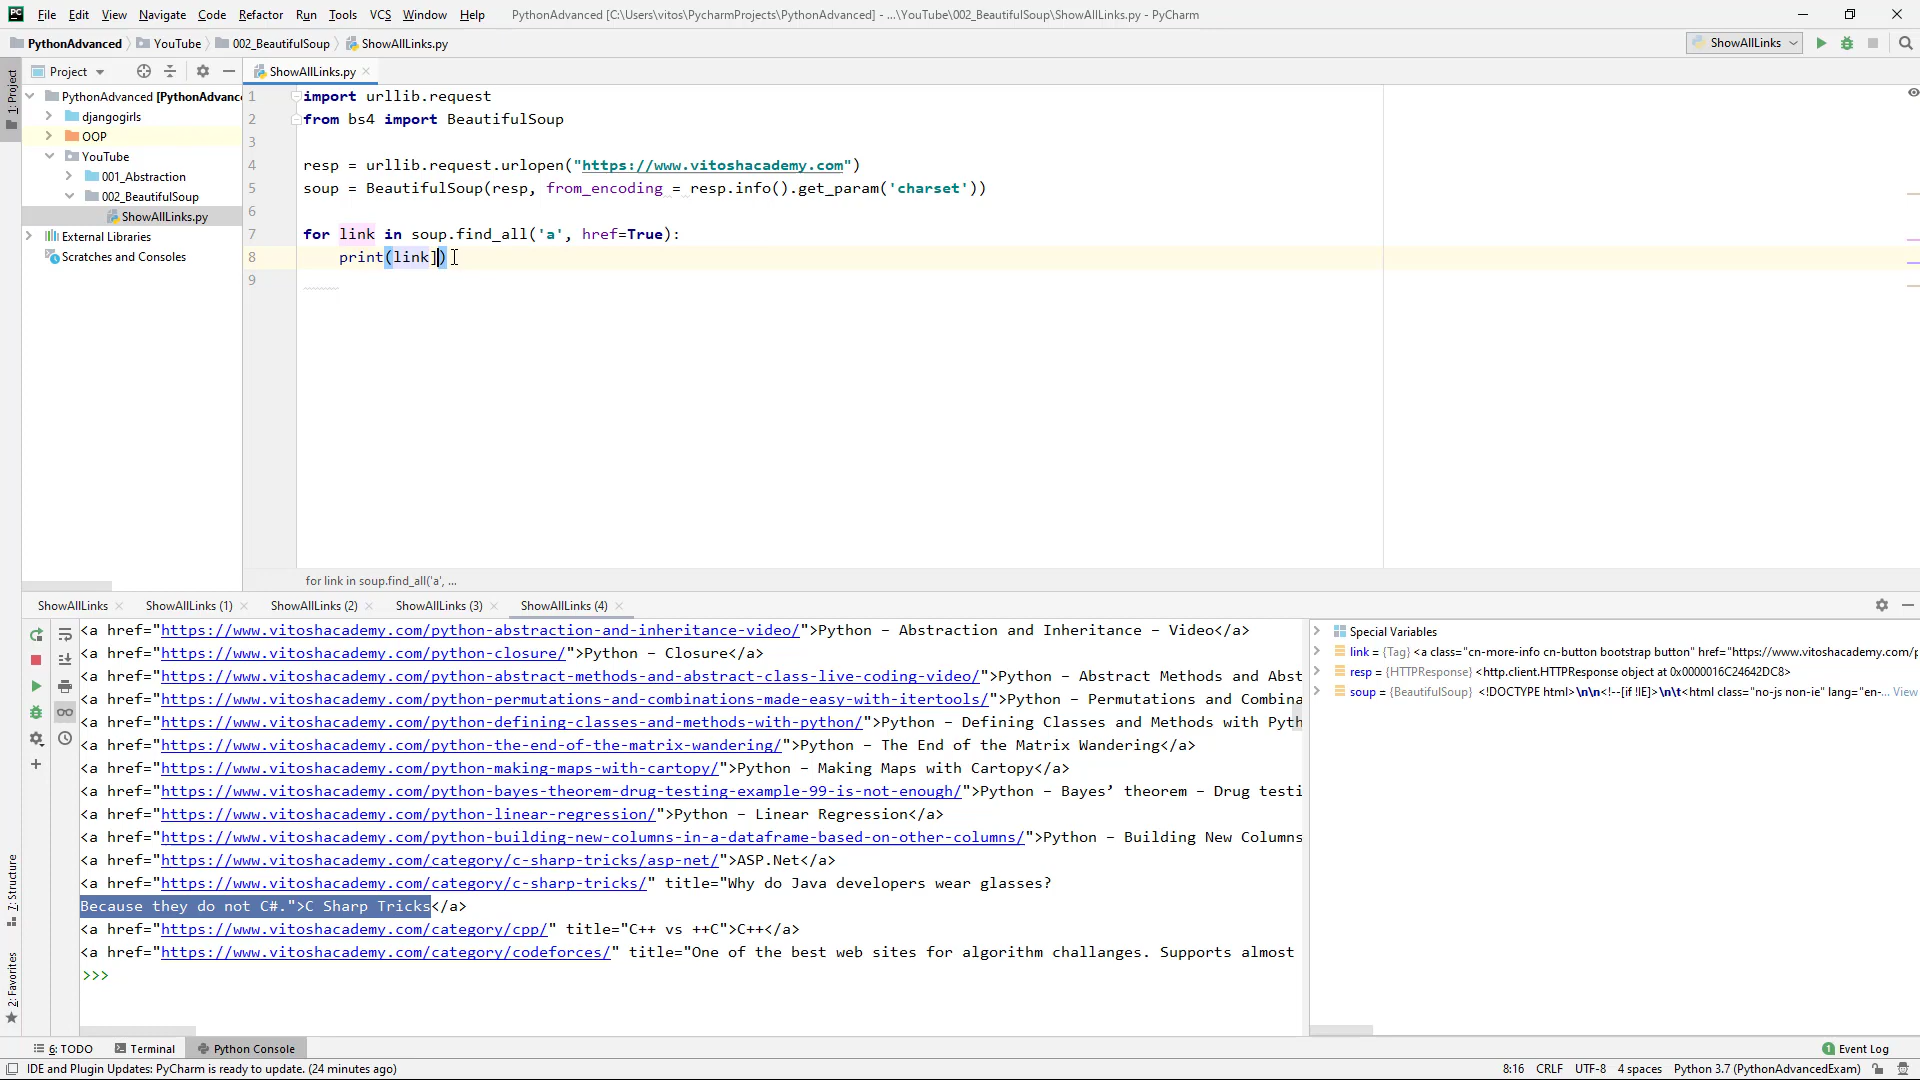 File Edit View Navigate Code Refactor Run Tools VCS Window Help PythonAdvanced [C:\Users\vitos\PycharmProjects\PythonAdvanced] - ...\YouTube\002_BeautifulSoup\ShowAllLinks.py - PyCharm
PythonAdvanced YouTube 002_BeautifulSoup ShowAllLinks.py ShowAllLinks
1: Project
Project
PythonAdvanced [PythonAdvanc
djangogirls
OOP
YouTube
001_Abstraction
002_BeautifulSoup
ShowAllLinks.py
External Libraries
Scratches and Consoles
ShowAllLinks.py
1 import urllib.request
2 from bs4 import BeautifulSoup
3
4 resp = urllib.request.urlopen("https://www.vitoshacademy.com")
5 soup = BeautifulSoup(resp, from_encoding = resp.info().get_param('charset'))
6
7 for link in soup.find_all('a', href=True):
8 print(link])
9
for link in soup.find_all('a', ...
ShowAllLinks ShowAllLinks (1) ShowAllLinks (2) ShowAllLinks (3) ShowAllLinks (4)
<a href="https://www.vitoshacademy.com/python-abstraction-and-inheritance-video/">Python – Abstraction and Inheritance – Video</a>
<a href="https://www.vitoshacademy.com/python-closure/">Python – Closure</a>
<a href="https://www.vitoshacademy.com/python-abstract-methods-and-abstract-class-live-coding-video/">Python – Abstract Methods and Abst
<a href="https://www.vitoshacademy.com/python-permutations-and-combinations-made-easy-with-itertools/">Python – Permutations and Combina
<a href="https://www.vitoshacademy.com/python-defining-classes-and-methods-with-python/">Python – Defining Classes and Methods with Pyth
<a href="https://www.vitoshacademy.com/python-the-end-of-the-matrix-wandering/">Python – The End of the Matrix Wandering</a>
<a href="https://www.vitoshacademy.com/python-making-maps-with-cartopy/">Python – Making Maps with Cartopy</a>
<a href="https://www.vitoshacademy.com/python-bayes-theorem-drug-testing-example-99-is-not-enough/">Python – Bayes’ theorem – Drug testi
<a href="https://www.vitoshacademy.com/python-linear-regression/">Python – Linear Regression</a>
<a href="https://www.vitoshacademy.com/python-building-new-columns-in-a-dataframe-based-on-other-columns/">Python – Building New Columns
<a href="https://www.vitoshacademy.com/category/c-sharp-tricks/asp-net/">ASP.Net</a>
<a href="https://www.vitoshacademy.com/category/c-sharp-tricks/" title="Why do Java developers wear glasses?
Because they do not C#.">C Sharp Tricks</a>
<a href="https://www.vitoshacademy.com/category/cpp/" title="C++ vs ++C">C++</a>
<a href="https://www.vitoshacademy.com/category/codeforces/" title="One of the best web sites for algorithm challanges. Supports almost
>>>
Special Variables
link = {Tag} <a class="cn-more-info cn-button bootstrap button" href="https://www.vitoshacademy.com/p
resp = {HTTPResponse} <http.client.HTTPResponse object at 0x0000016C24642DC8>
soup = {BeautifulSoup} <!DOCTYPE html>\n\n<!--[if !IE]>\n\t<html class="no-js non-ie" lang="en-... View
7: Structure
2: Favorites
6: TODO Terminal Python Console 1 Event Log
IDE and Plugin Updates: PyCharm is ready to update. (24 minutes ago) 8:16 CRLF UTF-8 4 spaces Python 3.7 (PythonAdvancedExam)